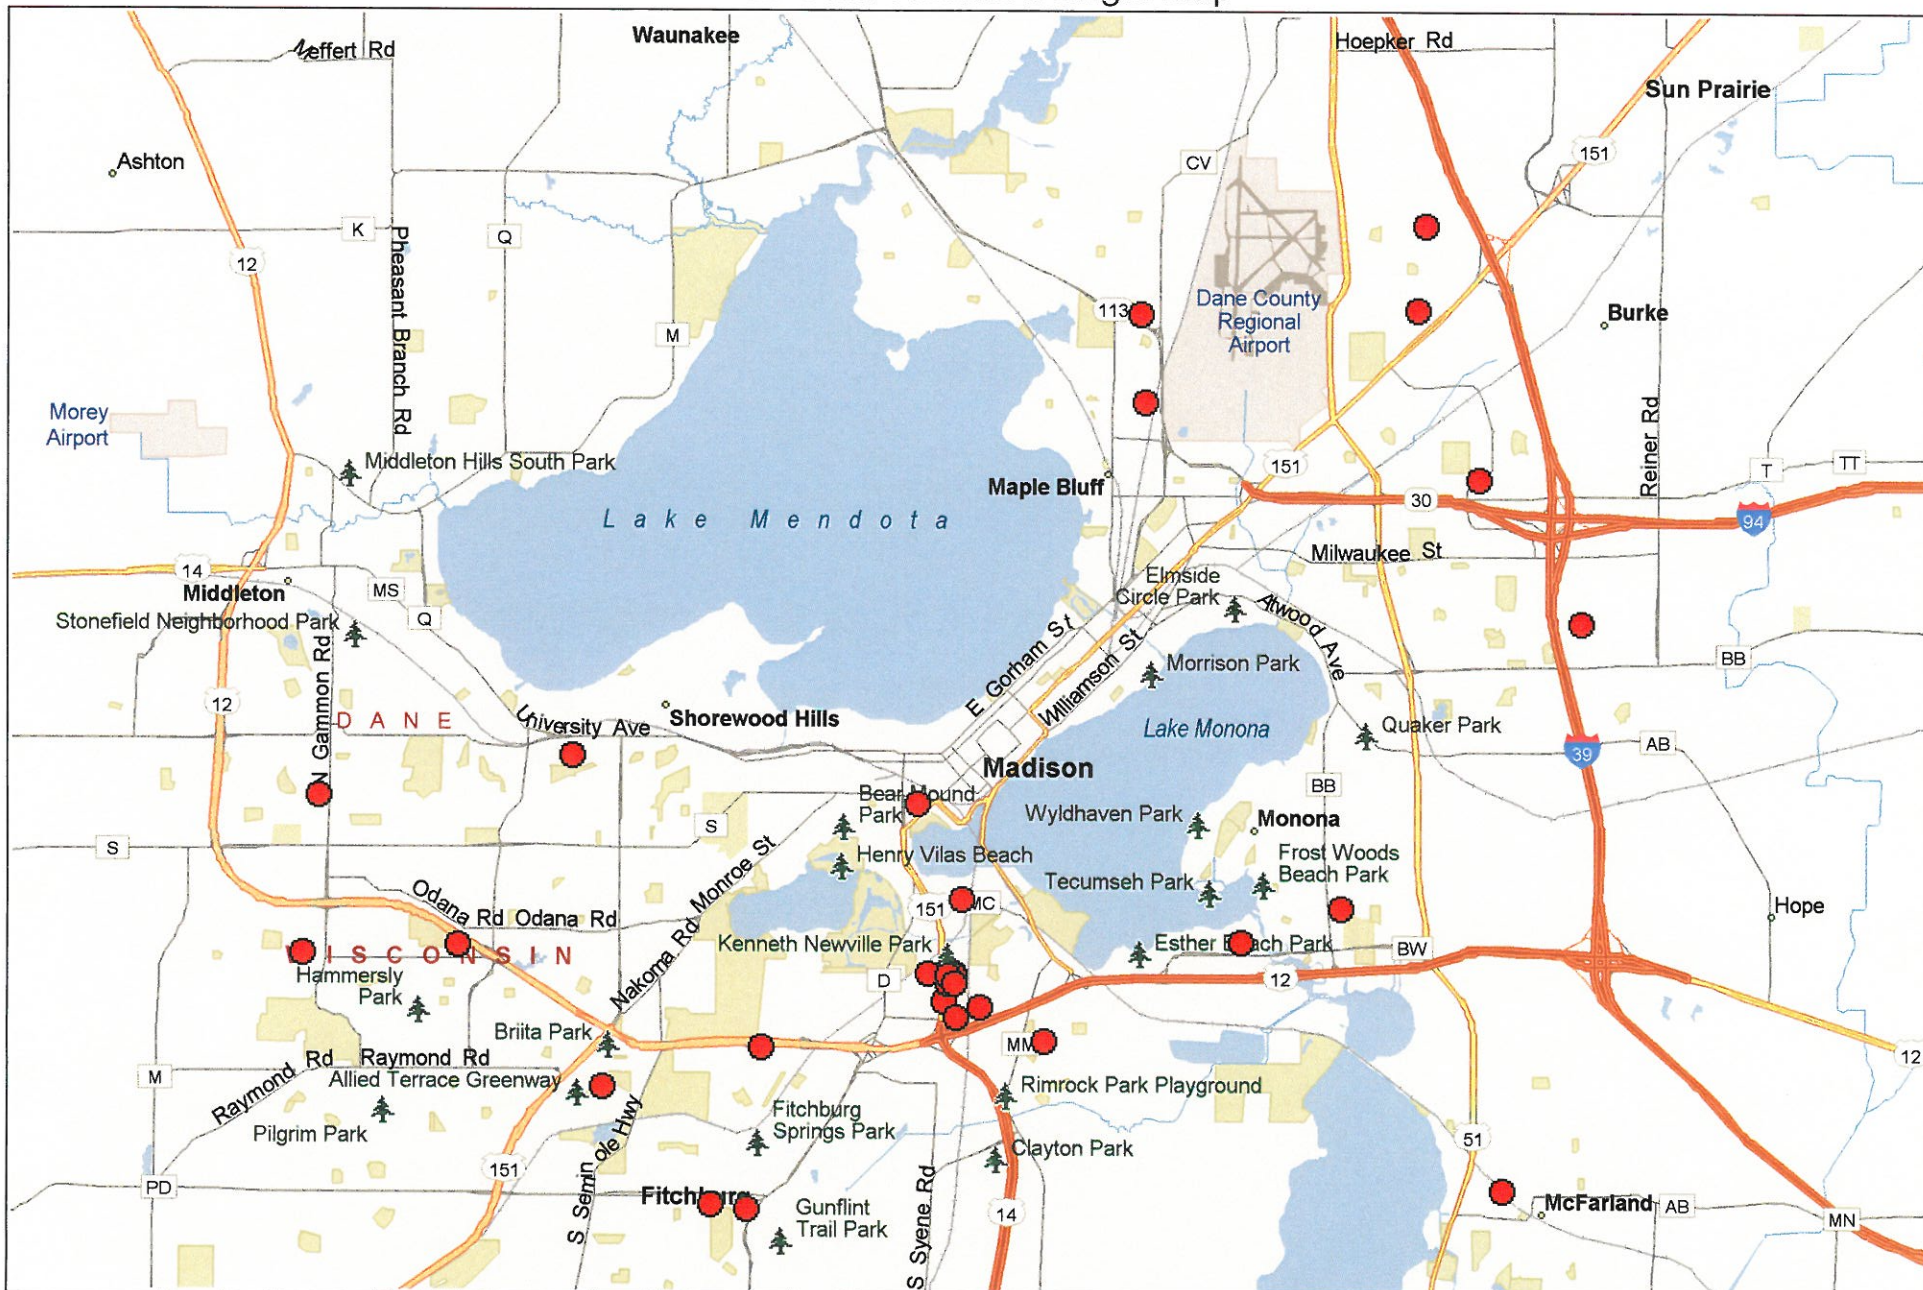 Waunakee
Meffert Rd
Hoepker Rd
Sun Prairie
151
Ashton
CV
K
Q
12
Pheasant Branch Rd
M
113
Dane County
Regional
Airport
Burke
Morey
Airport
Middleton Hills South Park
151
Reiner Rd
T
TT
Maple Bluff
30
Lake Mendota
94
Milwaukee St
14
Middleton
MS
Q
Elmside
Circle Park
Atwood Ave
Stonefield Neighborhood Park
E Gorham St
Williamson St
Morrison Park
BB
N Gammon Rd
12
DANE
University Ave
Shorewood Hills
Lake Monona
Quaker Park
39
AB
Madison
BB
Bear Mound
Park
Wyldhaven Park
Monona
S
S
Monroe St
Henry Vilas Beach
Frost Woods
Beach Park
Tecumseh Park
Odana Rd
Odana Rd
151
MC
Hope
WISCONSIN
Nakoma Rd
Kenneth Newville Park
Esther Beach Park
BW
Hammersly
Park
D
12
Briita Park
MM
12
Raymond Rd
Raymond Rd
M
Allied Terrace Greenway
Rimrock Park Playground
Pilgrim Park
Fitchburg
Springs Park
S Seminole Hwy
Clayton Park
51
151
PD
S Syene Rd
Fitchburg
Gunflint
Trail Park
14
McFarland
AB
MN